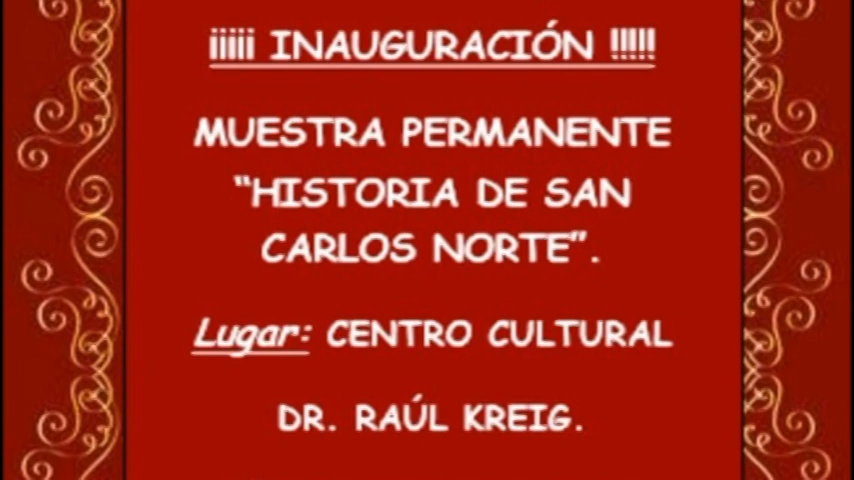 ¡¡¡¡¡ INAUGURACIÓN !!!!!
MUESTRA PERMANENTE
“HISTORIA DE SAN
CARLOS NORTE”.
Lugar: CENTRO CULTURAL
DR. RAÚL KREIG.